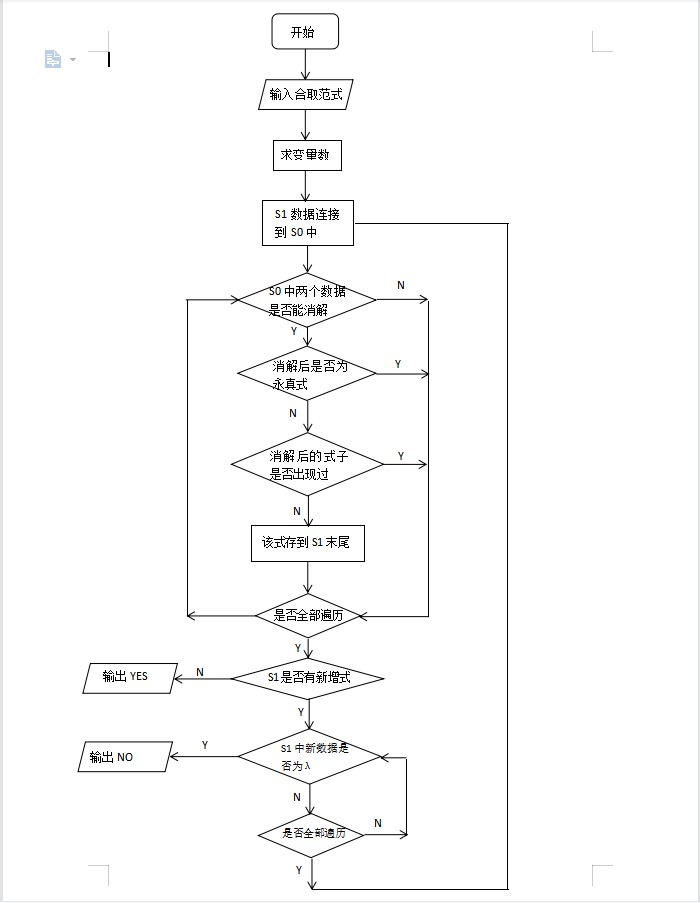 开始
输入合取范式
求变量数
S1 数据连接
到 S0 中
S0 中两个数据
是否能消解
N
Y
消解后是否为
永真式
Y
N
消解后的式子
是否出现过
Y
N
该式存到 S1 末尾
是否全部遍历
Y
S1 是否有新增式
N
输出 YES
Y
S1 中新数据是
否为 λ
Y
输出 NO
N
是否全部遍历
N
Y